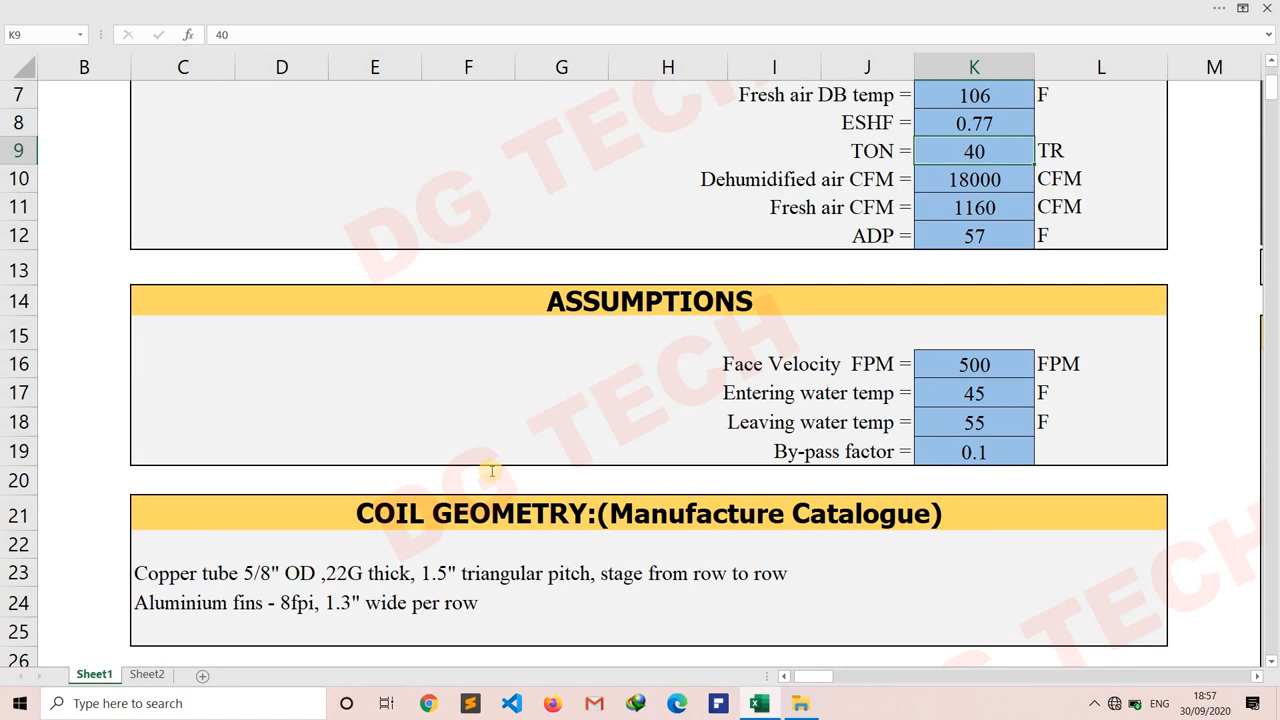 K9 fx 40
B C D E F G H I J K L M
7 Fresh air DB temp = 106 F
8 ESHF = 0.77
9 TON = 40 TR
10 Dehumidified air CFM = 18000 CFM
11 Fresh air CFM = 1160 CFM
12 ADP = 57 F
13
14 ASSUMPTIONS
15
16 Face Velocity FPM = 500 FPM
17 Entering water temp = 45 F
18 Leaving water temp = 55 F
19 By-pass factor = 0.1
20
21 COIL GEOMETRY:(Manufacture Catalogue)
22
23 Copper tube 5/8" OD ,22G thick, 1.5" triangular pitch, stage from row to row
24 Aluminium fins - 8fpi, 1.3" wide per row
25
26
DG TECH
DG TECH
DG TECH
DG TECH
Sheet1 Sheet2
Type here to search
ENG 18:57
30/09/2020